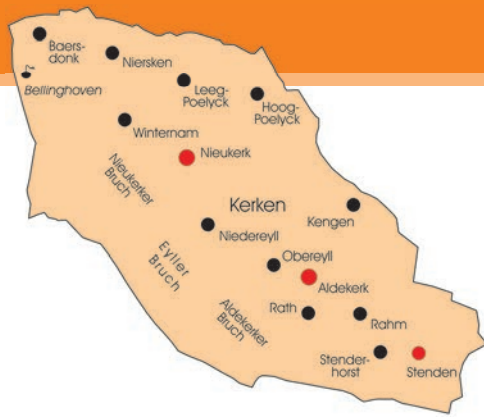 Baers-
donk
Niersken
Bellinghoven
Leeg-
Poelyck
Hoog-
Poelyck
Winternam
Nieukerk
Nieukerker
Bruch
Kerken
Kengen
Niedereyll
Eyller
Bruch
Obereyll
Aldekerk
Aldekerker
Bruch
Rath
Rahm
Stender-
horst
Stenden